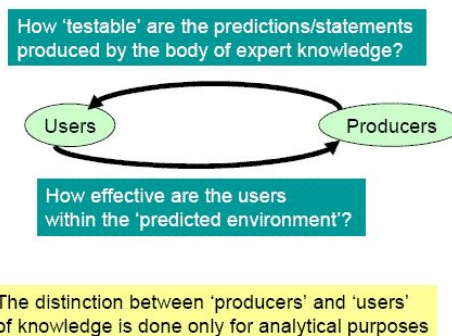 How 'testable' are the predictions/statements
produced by the body of expert knowledge?
Users
Producers
How effective are the users
within the 'predicted environment'?
The distinction between 'producers' and 'users'
of knowledge is done only for analytical purposes